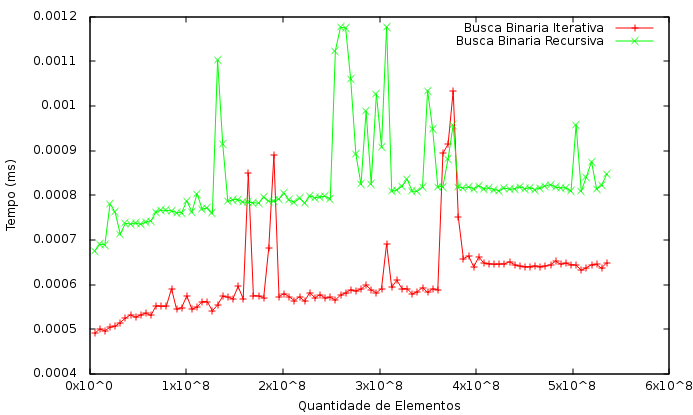 Busca Binaria Iterativa
Busca Binaria Recursiva
Tempo (ms)
0.0012
0.0011
0.001
0.0009
0.0008
0.0007
0.0006
0.0005
0.0004
0x10^0
1x10^8
2x10^8
3x10^8
4x10^8
5x10^8
6x10^8
Quantidade de Elementos